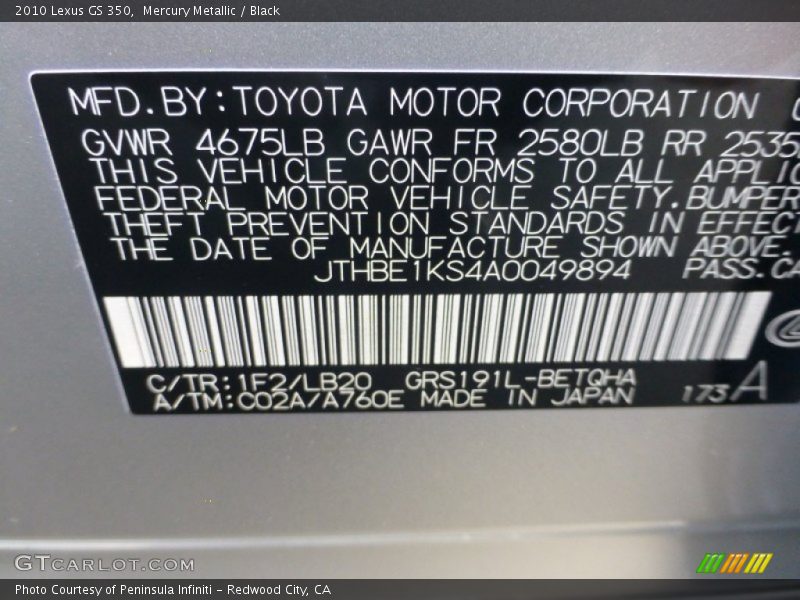 2010 Lexus GS 350, Mercury Metallic / Black
MFD.BY:TOYOTA MOTOR CORPORATION
GVWR 4675LB GAWR FR 2580LB RR 2535
THIS VEHICLE CONFORMS TO ALL APPLIC
FEDERAL MOTOR VEHICLE SAFETY.BUMPER
THEFT PREVENTION STANDARDS IN EFFECT
THE DATE OF MANUFACTURE SHOWN ABOVE.
JTHBE1KS4A0049894 PASS.CA
C/TR:1F2/LB20 GRS191L-BETQHA
A/TM:C02A/A760E MADE IN JAPAN 173A
GTCARLOT.COM
Photo Courtesy of Peninsula Infiniti – Redwood City, CA